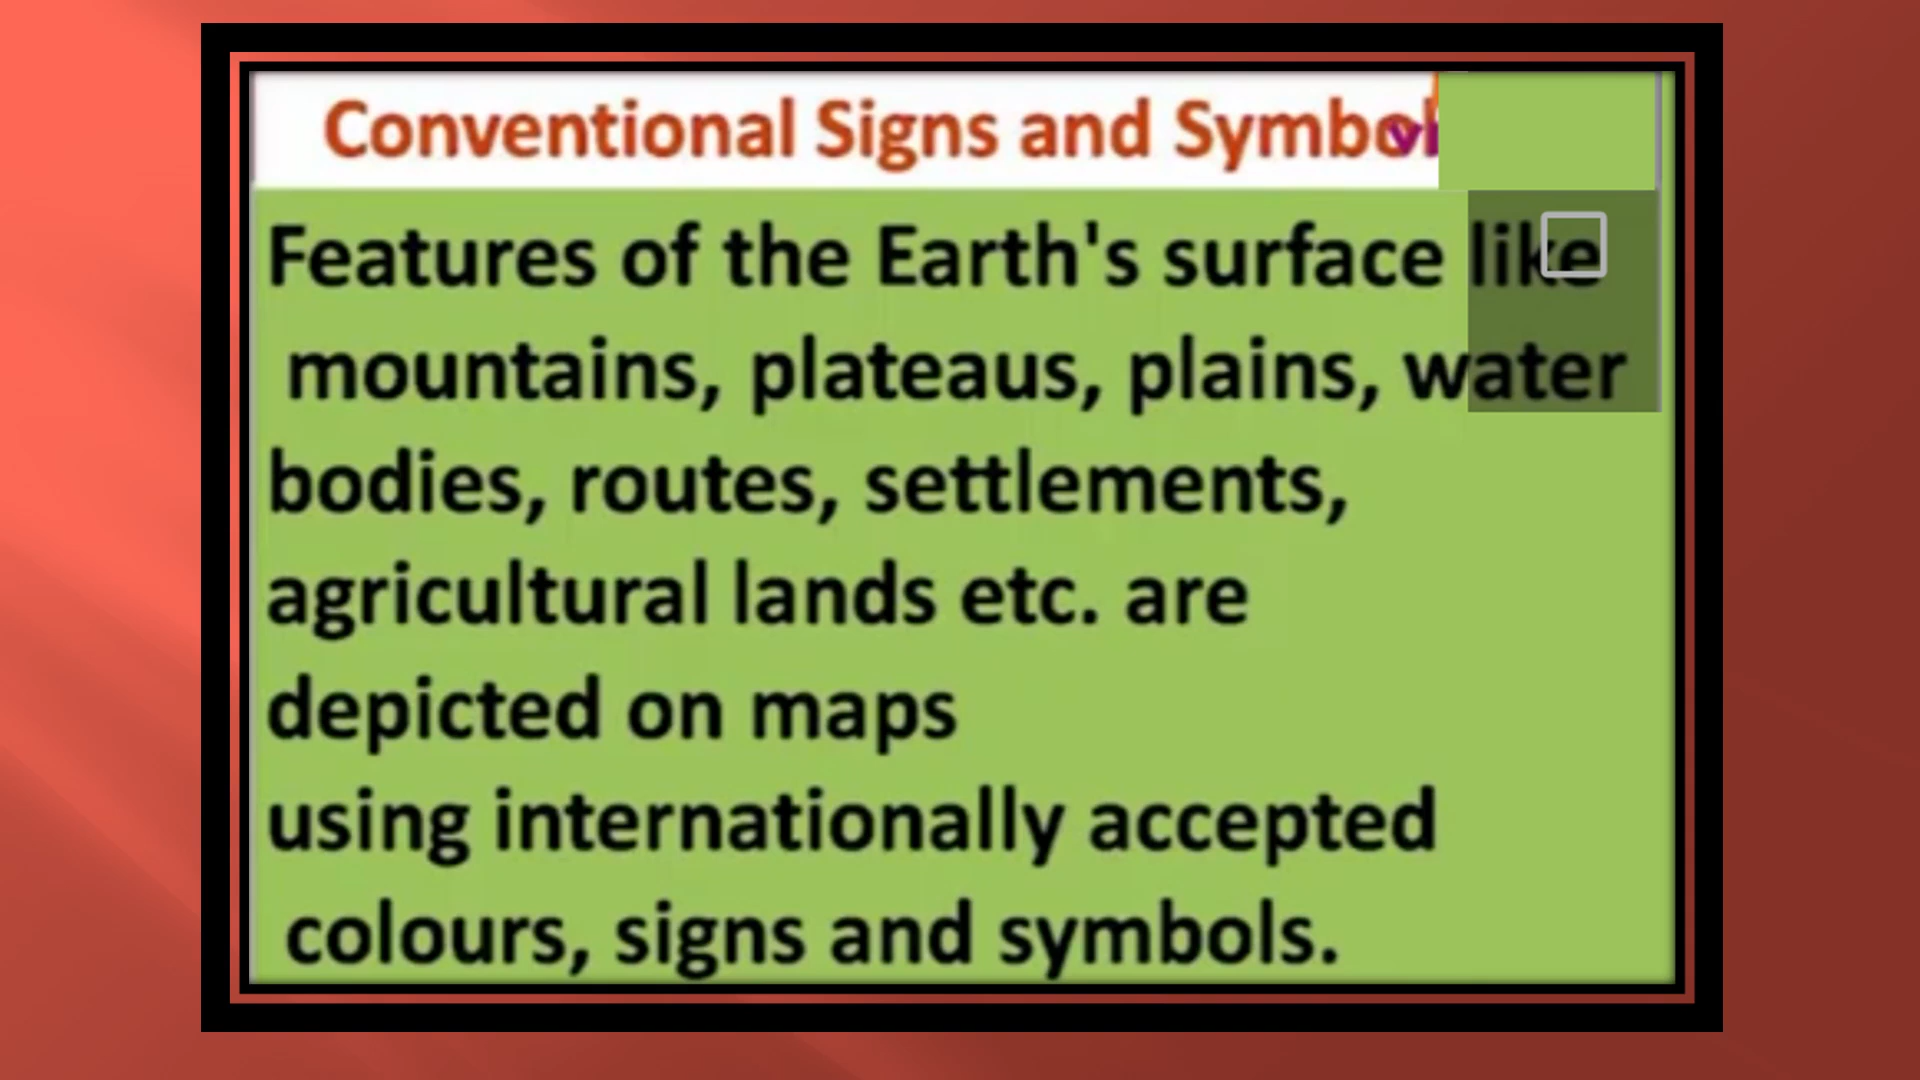 Conventional Signs and Symbol
Features of the Earth's surface like
mountains, plateaus, plains, water
bodies, routes, settlements,
agricultural lands etc. are
depicted on maps
using internationally accepted
colours, signs and symbols.